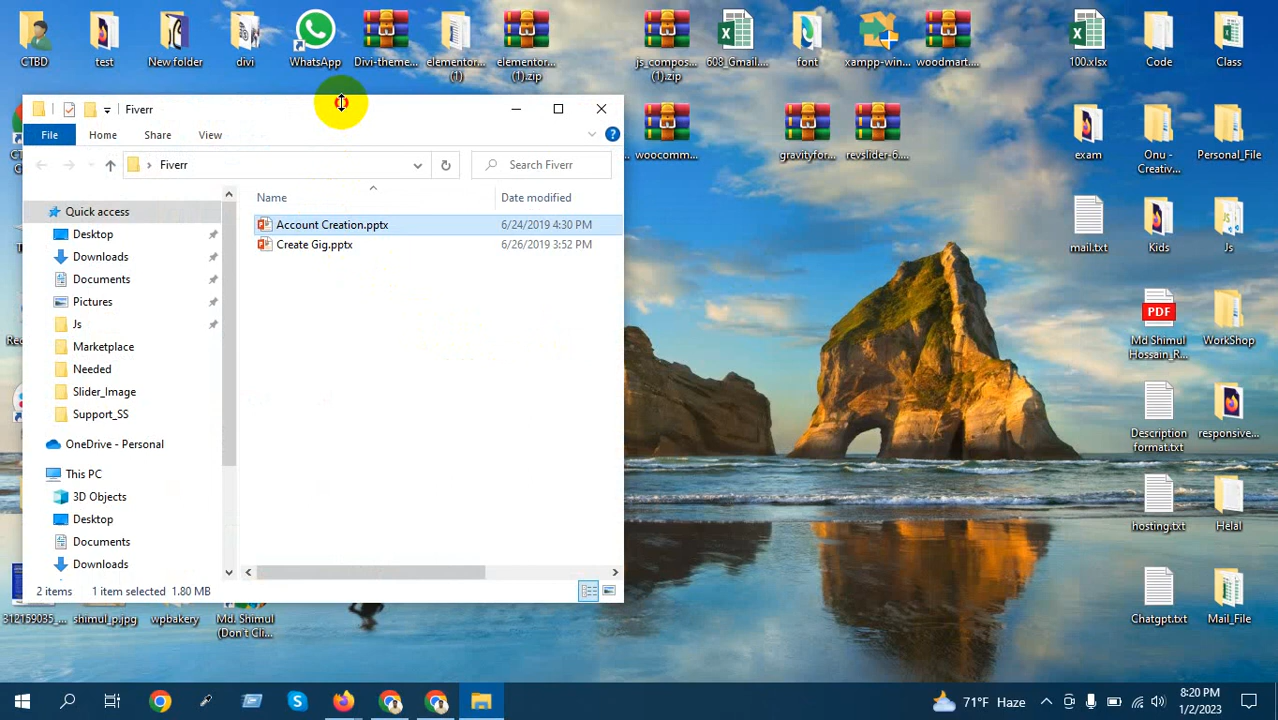 CTBD
test
New folder
divi
WhatsApp
Divi-theme...
elementor...
(1)
elementor...
(1).zip
js_compos...
(1).zip
608_Gmail....
font
xampp-win...
woodmart....
100.xlsx
Code
Class
Fiverr
File
Home
Share
View
Fiverr
Search Fiverr
Name
Date modified
Quick access
Desktop
Downloads
Documents
Pictures
Js
Marketplace
Needed
Slider_Image
Support_SS
OneDrive - Personal
This PC
3D Objects
Desktop
Documents
Downloads
Account Creation.pptx
6/24/2019 4:30 PM
Create Gig.pptx
6/26/2019 3:52 PM
2 items
1 item selected 1.80 MB
woocomm...
gravityfor...
revslider-6....
exam
Onu -
Creativ...
Personal_File
mail.txt
Kids
Js
PDF
Md Shimul
Hossain_R...
WorkShop
Description
format.txt
responsive...
hosting.txt
Helal
Chatgpt.txt
Mail_File
312159035_...
shimul_p.jpg
wpbakery
Md. Shimul
(Don't Cli...
71°F Haze
8:20 PM
1/2/2023